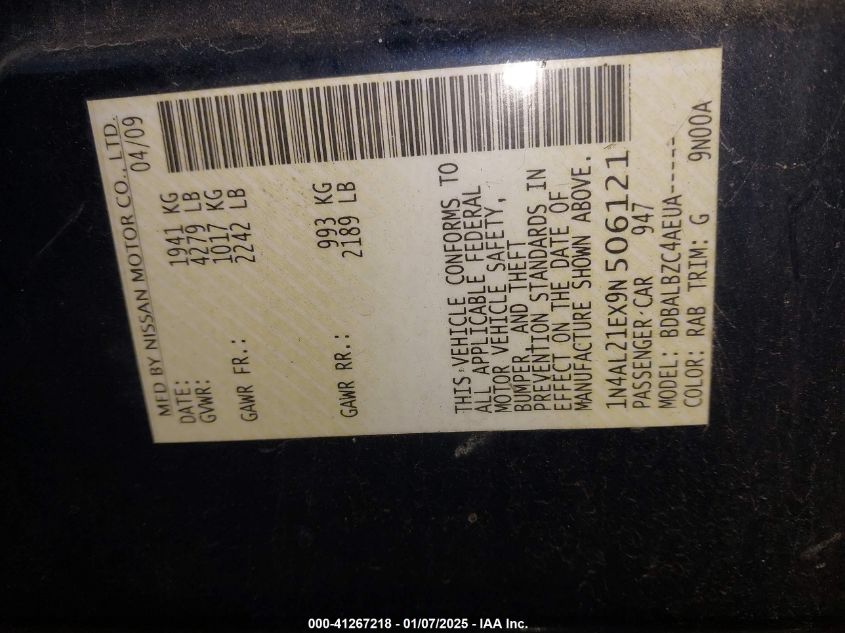 MFD BY NISSAN MOTOR CO., LTD.
DATE: 04/09
GVWR: 1941 KG
4279 LB
GAWR FR.: 1017 KG
2242 LB
GAWR RR.: 993 KG
2189 LB
THIS VEHICLE CONFORMS TO
ALL APPLICABLE FEDERAL
MOTOR VEHICLE SAFETY,
BUMPER, AND THEFT
PREVENTION STANDARDS IN
EFFECT ON THE DATE OF
MANUFACTURE SHOWN ABOVE.
1N4AL21EX9N506121
PASSENGER CAR 947
MODEL: BDBALBZC4AEUA-----
COLOR: RAB TRIM: G 9N00A
000-41267218 - 01/07/2025 - IAA Inc.